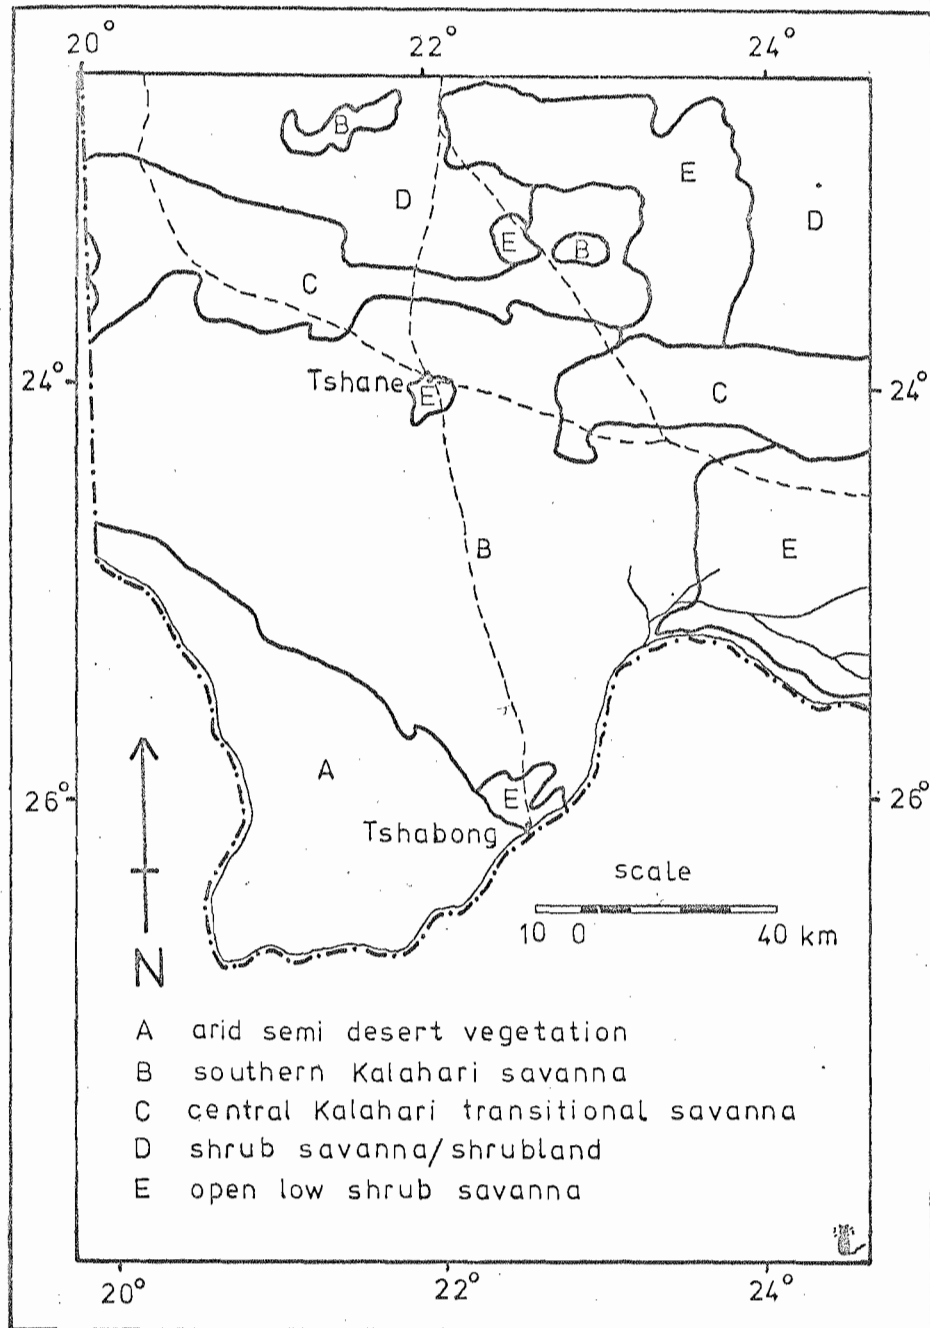 20° 22° 24°
B
E
D
D
E
B
C
24° Tshane 24°
E
C
B
E
A
26° E 26°
Tshabong
scale
10 0 40 km
N
A arid semi desert vegetation
B southern Kalahari savanna
C central Kalahari transitional savanna
D shrub savanna/shrubland
E open low shrub savanna
20° 22° 24°